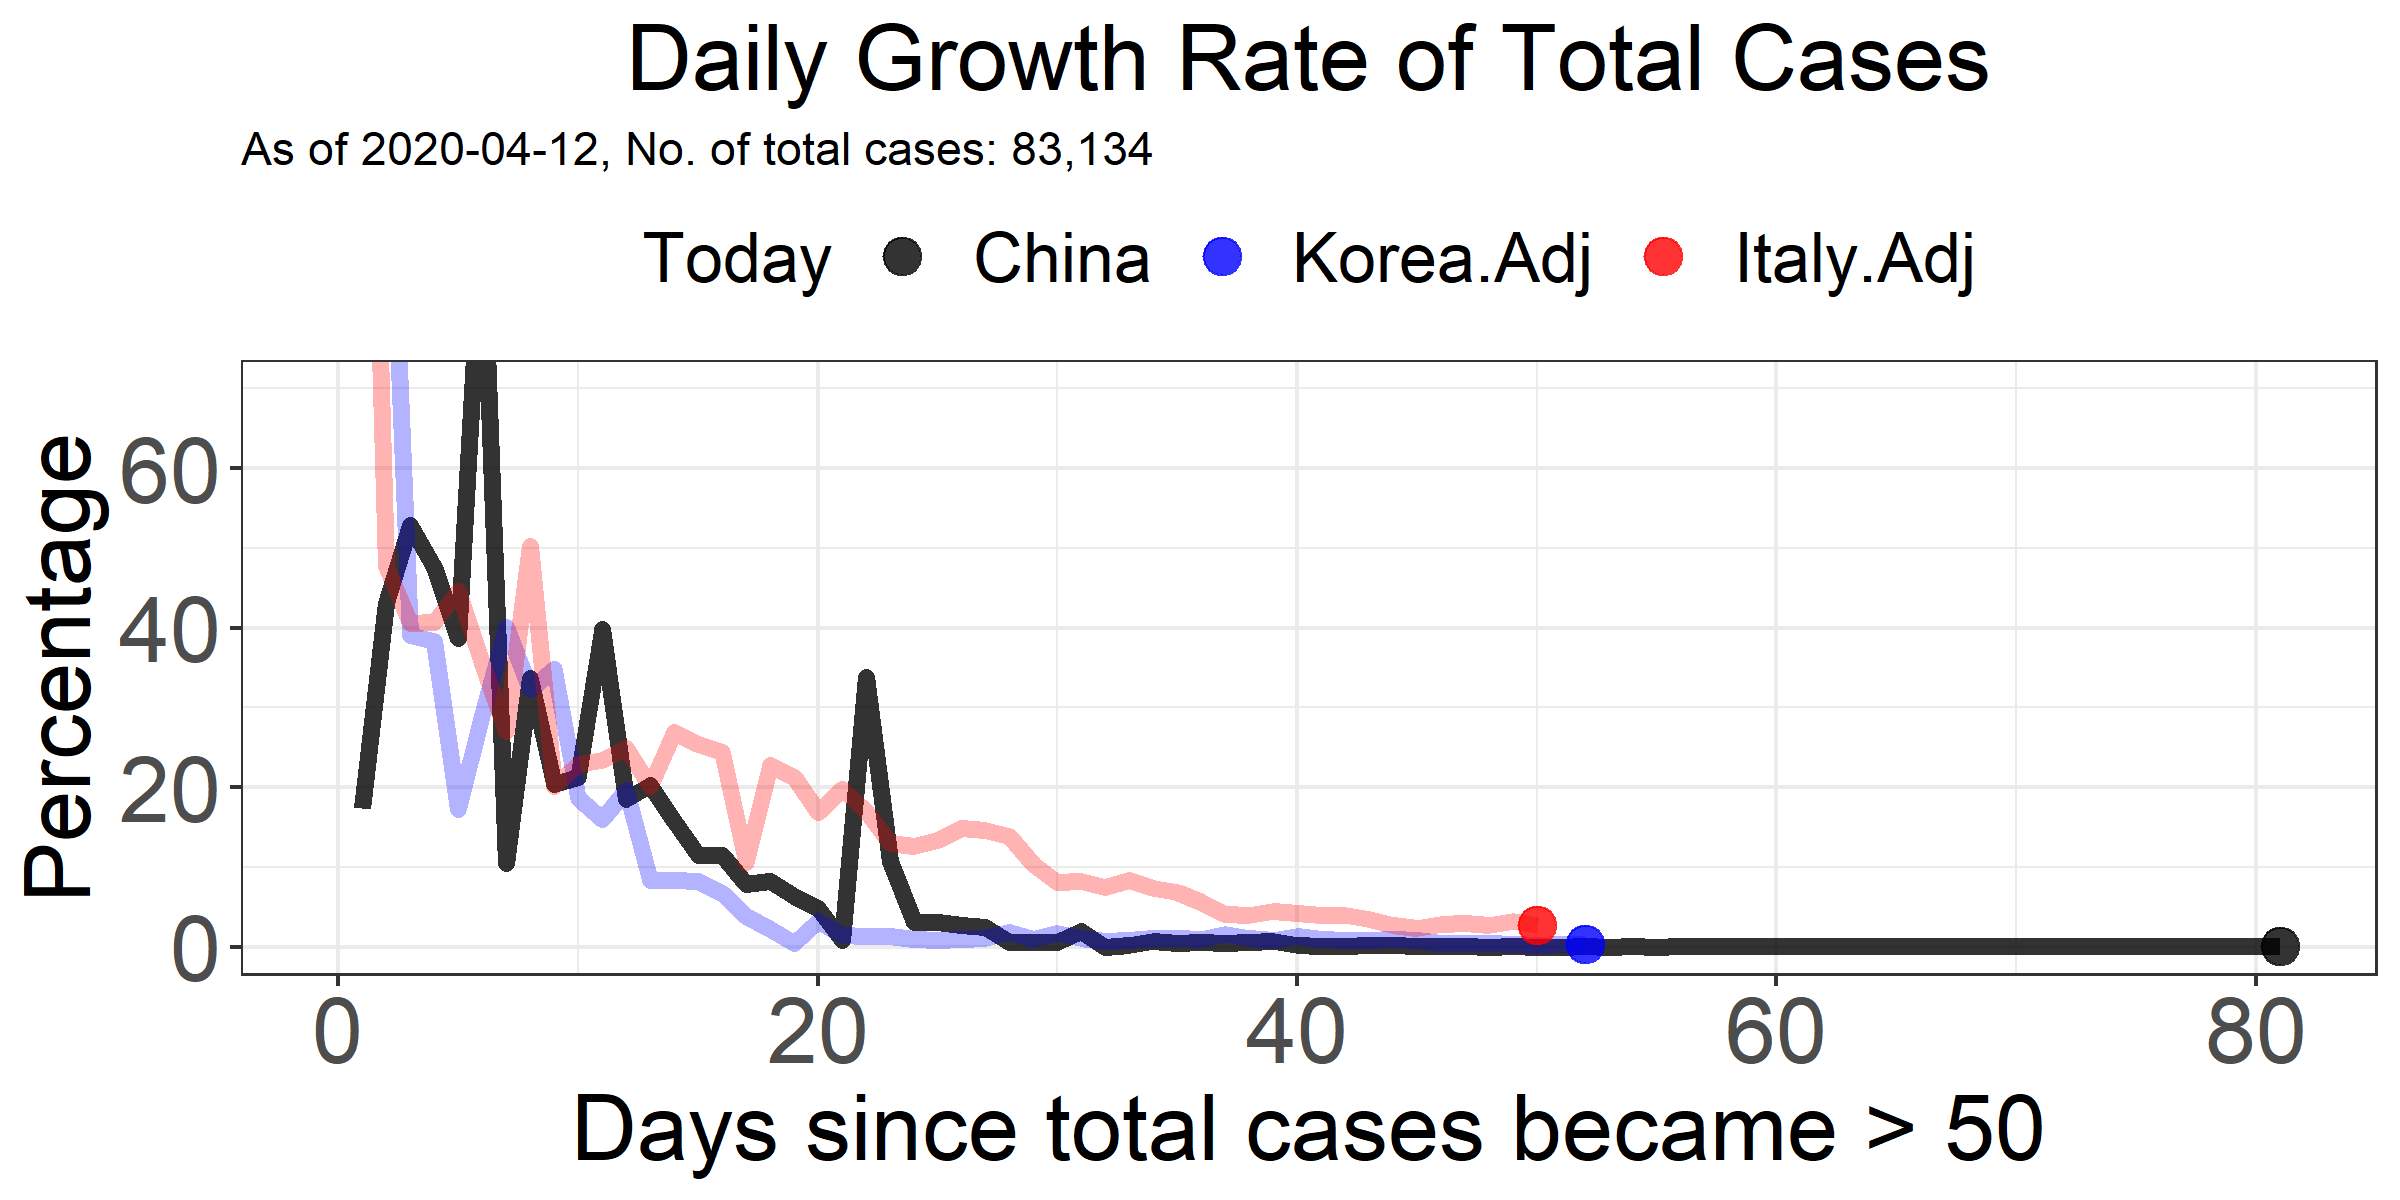 Daily Growth Rate of Total Cases
As of 2020-04-12, No. of total cases: 83,134
Today China Korea.Adj Italy.Adj
Percentage
60
40
20
0
0 20 40 60 80
Days since total cases became > 50